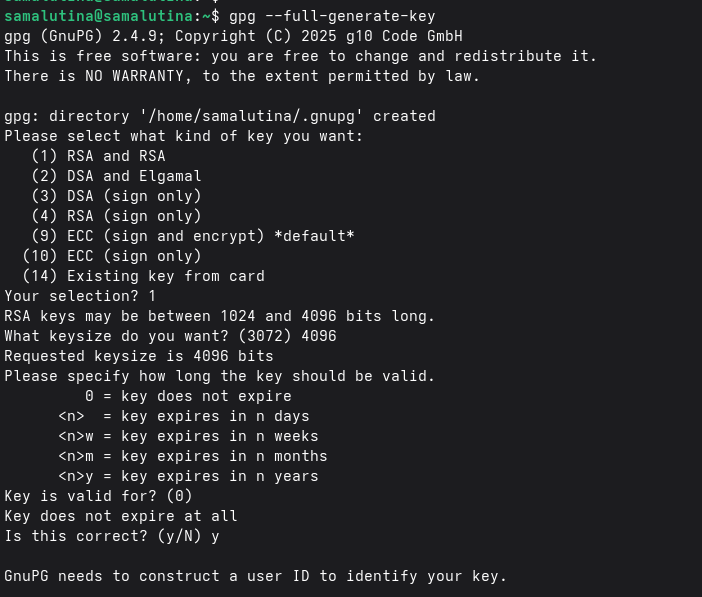 samalutina@samalutina:~$ gpg --full-generate-key
gpg (GnuPG) 2.4.9; Copyright (C) 2025 g10 Code GmbH
This is free software: you are free to change and redistribute it.
There is NO WARRANTY, to the extent permitted by law.

gpg: directory '/home/samalutina/.gnupg' created
Please select what kind of key you want:
   (1) RSA and RSA
   (2) DSA and Elgamal
   (3) DSA (sign only)
   (4) RSA (sign only)
   (9) ECC (sign and encrypt) *default*
  (10) ECC (sign only)
  (14) Existing key from card
Your selection? 1
RSA keys may be between 1024 and 4096 bits long.
What keysize do you want? (3072) 4096
Requested keysize is 4096 bits
Please specify how long the key should be valid.
         0 = key does not expire
      <n>  = key expires in n days
      <n>w = key expires in n weeks
      <n>m = key expires in n months
      <n>y = key expires in n years
Key is valid for? (0)
Key does not expire at all
Is this correct? (y/N) y

GnuPG needs to construct a user ID to identify your key.